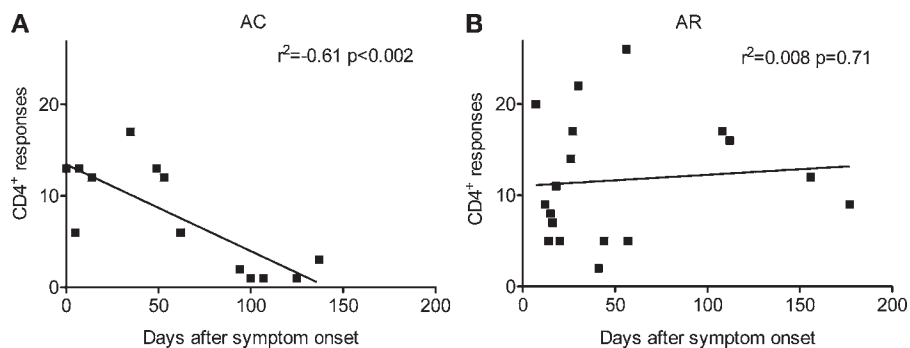 A
AC
r²=-0.61 p<0.002
CD4⁺ responses
20
10
0
0 50 100 150 200
Days after symptom onset
B
AR
r²=0.008 p=0.71
CD4⁺ responses
20
10
0
0 50 100 150 200
Days after symptom onset